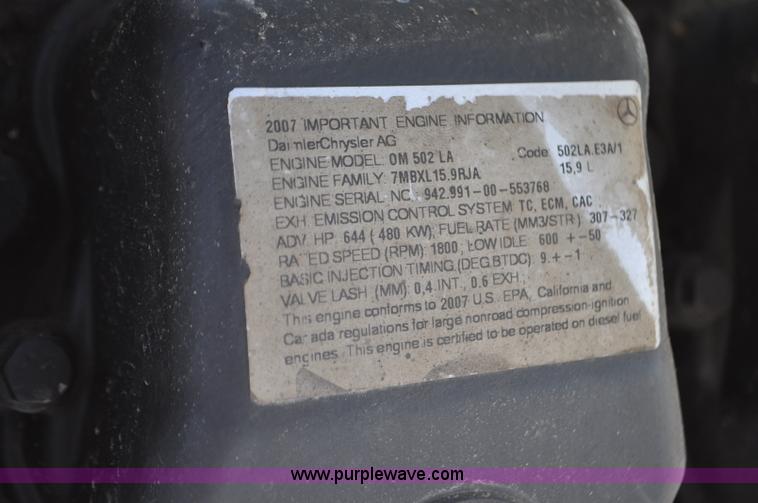 2007 IMPORTANT ENGINE INFORMATION
DaimlerChrysler AG
ENGINE MODEL: OM 502 LA Code: 502LA.E3A/1
ENGINE FAMILY: 7MBXL15.9RJA 15,9 L
ENGINE SERIAL NO.: 942.991-00-553768
EXH. EMISSION CONTROL SYSTEM: TC, ECM, CAC
ADV. HP: 644 ( 480 KW); FUEL RATE (MM3/STR.): 307-327
RATED SPEED (RPM): 1800; LOW IDLE: 600 +-50
BASIC INJECTION TIMING (DEG.BTDC): 9.+-1
VALVE LASH (MM): 0,4 INT., 0.6 EXH.
This engine conforms to 2007 U.S. EPA, California and
Canada regulations for large nonroad compression-ignition
engines. This engine is certified to be operated on diesel fuel
www.purplewave.com